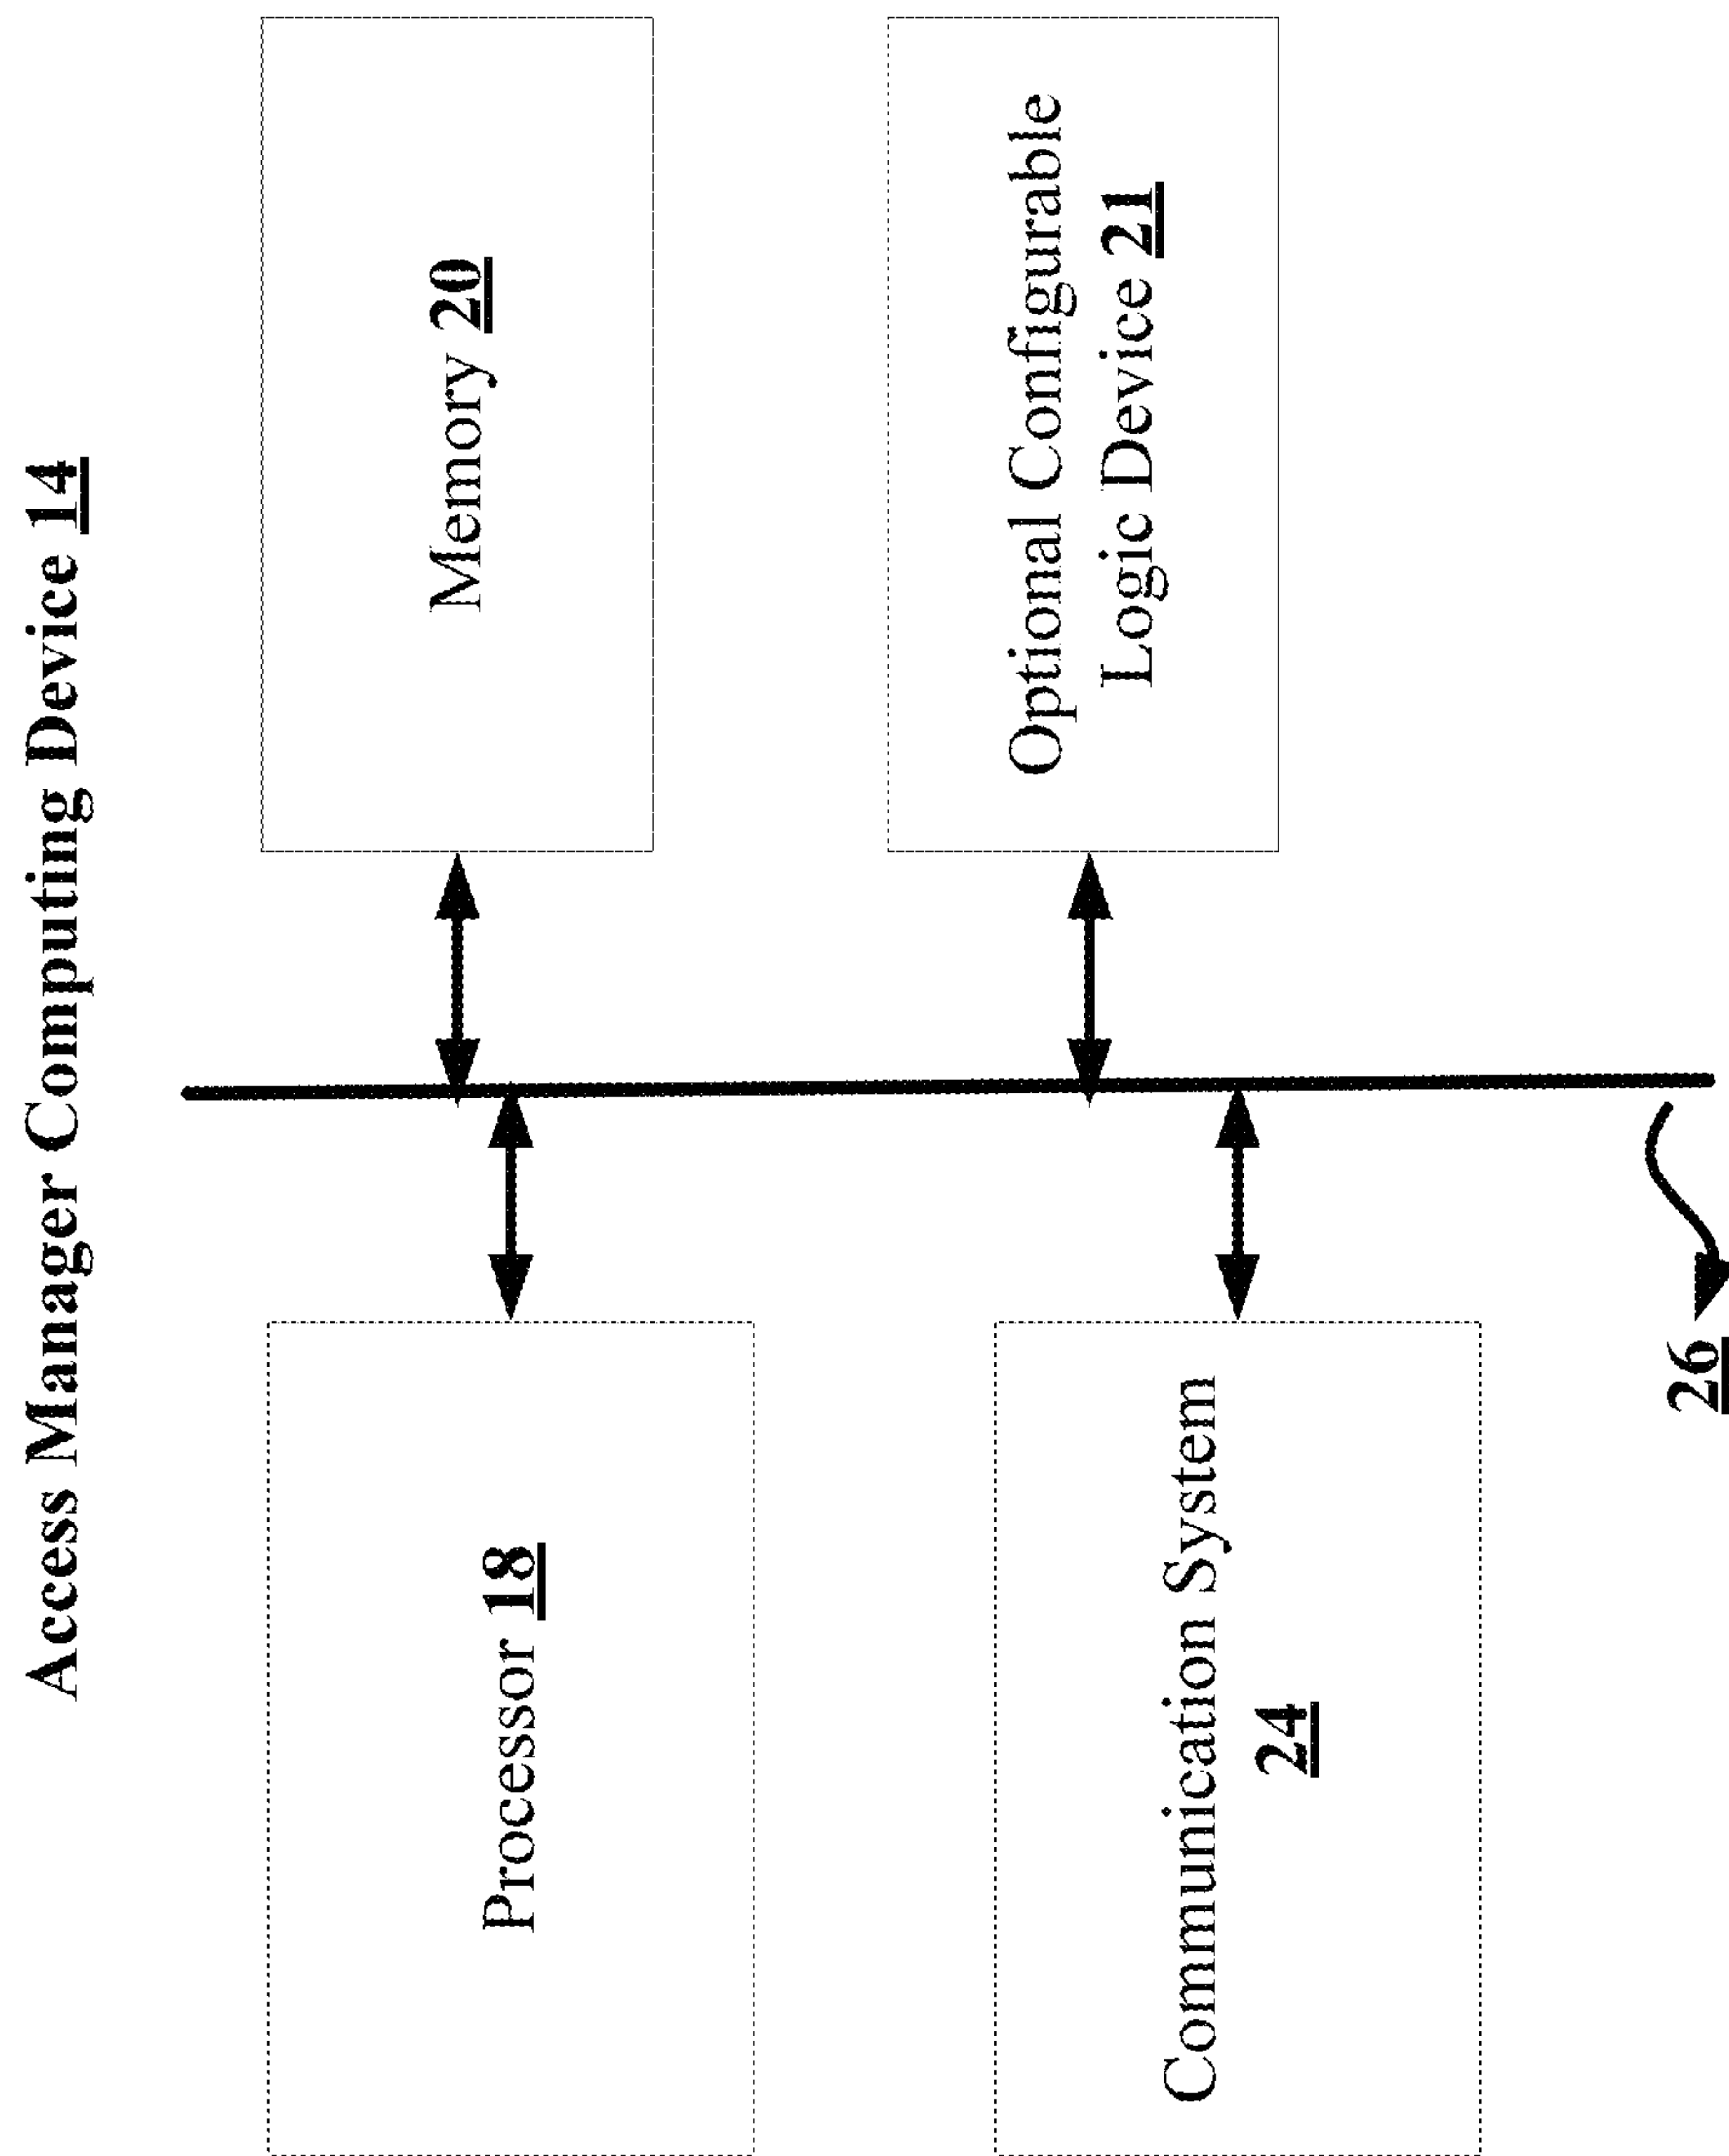 Access Manager Computing Device 14
Processor 18
Memory 20
Communication System
24
Optional Configurable
Logic Device 21
26